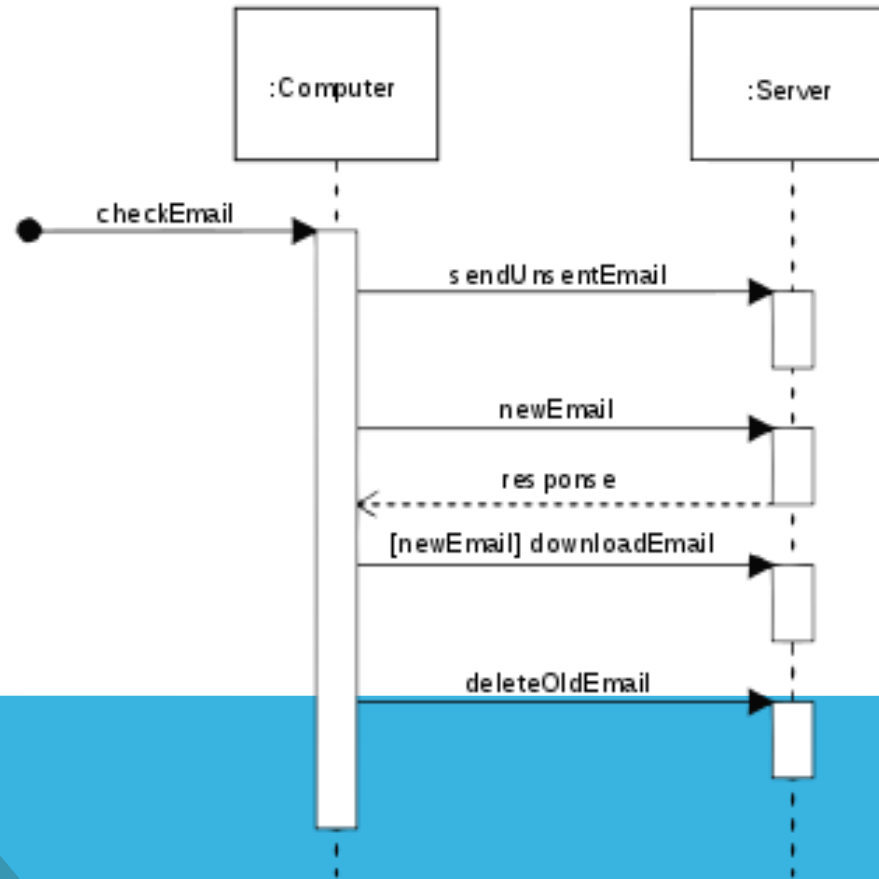 :Computer
:Server
checkEmail
sendUnsentEmail
newEmail
response
[newEmail] downloadEmail
deleteOldEmail